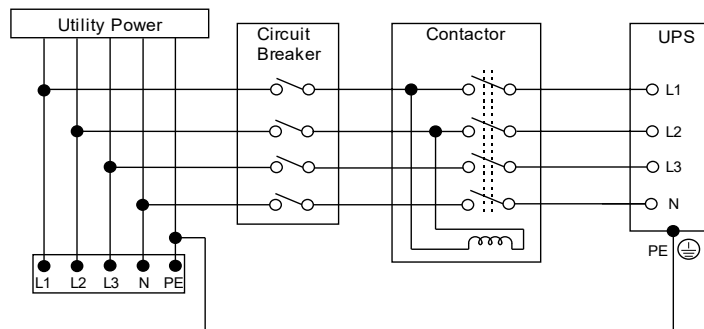 Utility Power
Circuit
Breaker
Contactor
UPS
L1
L2
L3
N
PE
L1 L2 L3 N PE